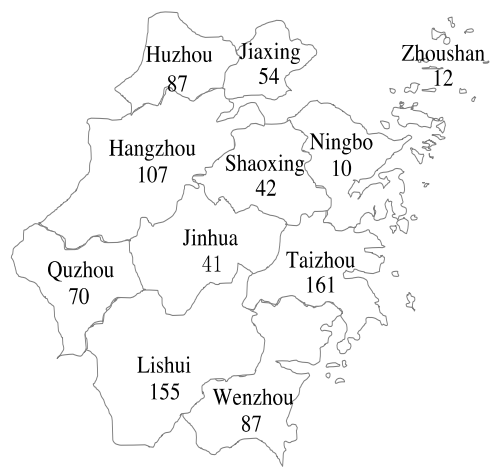 Huzhou
87
Jiaxing
54
Zhoushan
12
Hangzhou
107
Shaoxing
42
Ningbo
10
Jinhua
41
Quzhou
70
Taizhou
161
Lishui
155
Wenzhou
87